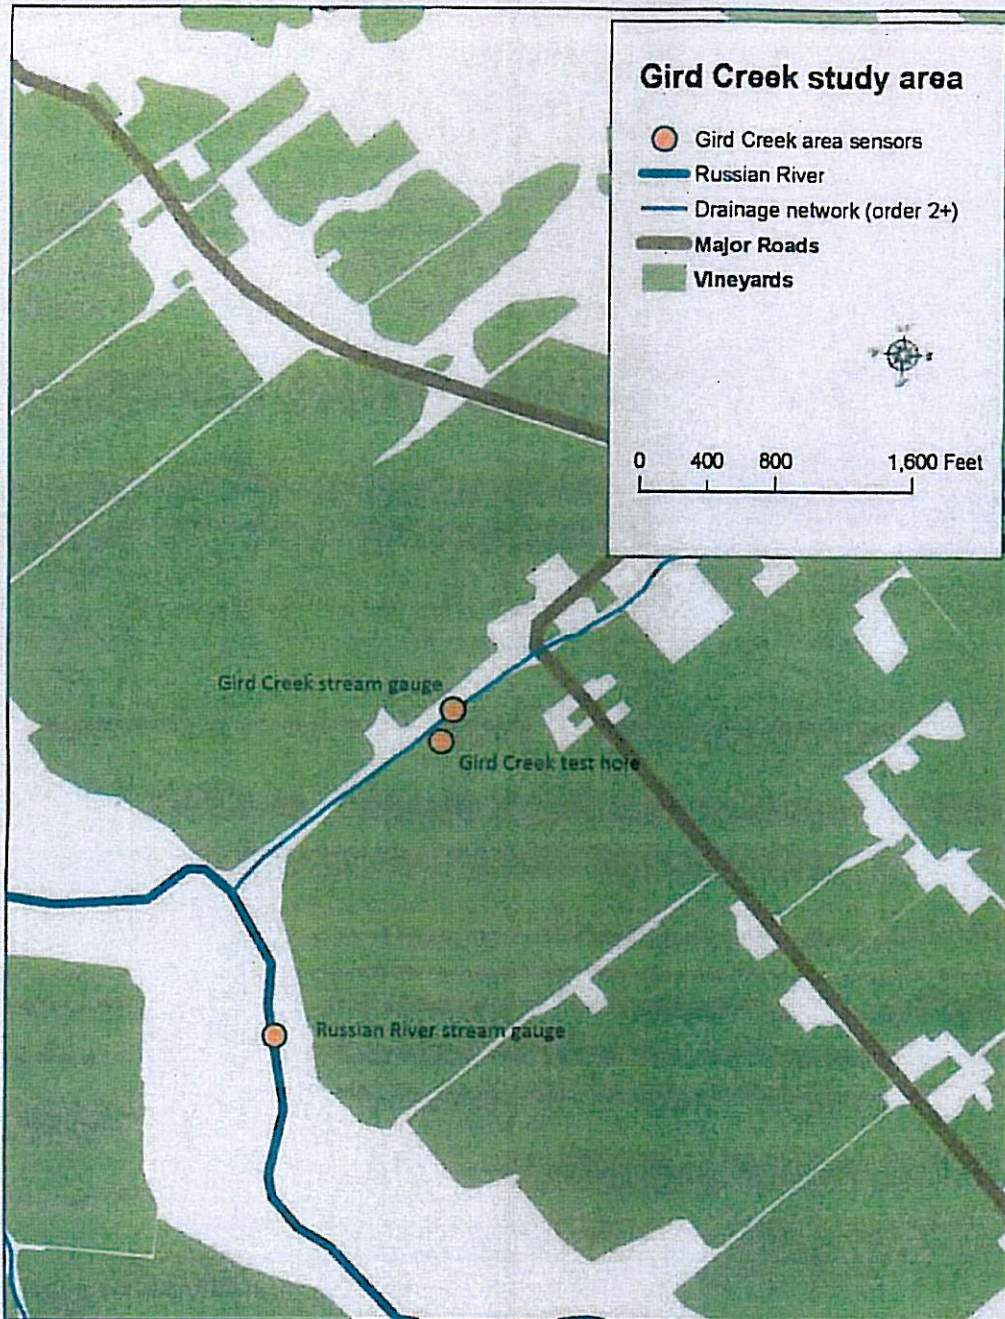 Gird Creek study area
Gird Creek area sensors
Russian River
Drainage network (order 2+)
Major Roads
Vineyards
0 400 800 1,600 Feet
Gird Creek stream gauge
Gird Creek test hole
Russian River stream gauge